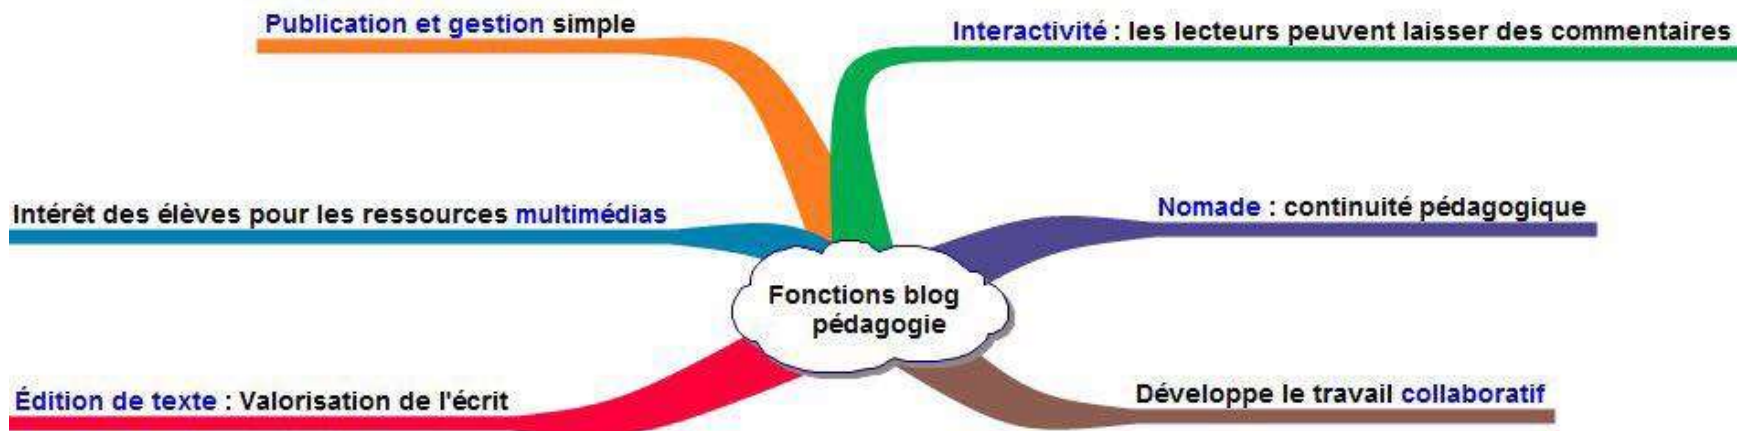 Publication et gestion simple
Interactivité : les lecteurs peuvent laisser des commentaires
Intérêt des élèves pour les ressources multimédias
Nomade : continuité pédagogique
Fonctions blog
pédagogie
Édition de texte : Valorisation de l'écrit
Développe le travail collaboratif